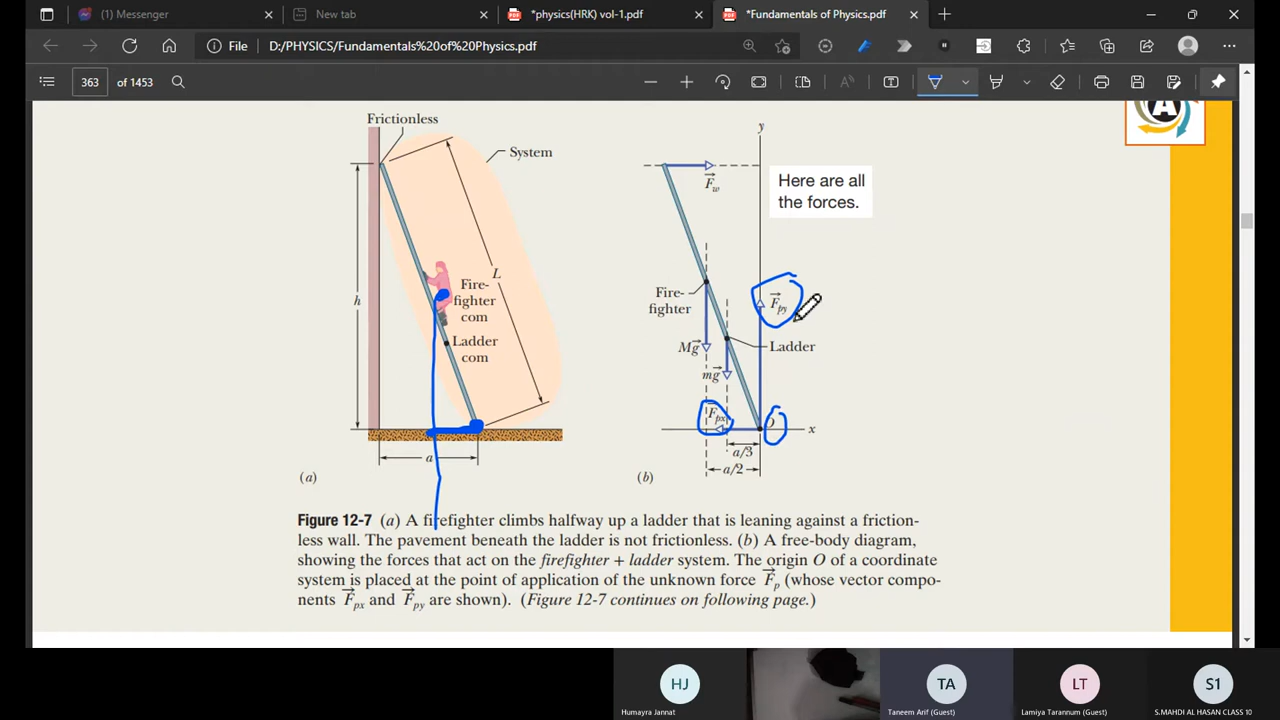 (1) Messenger
New tab
*physics(HRK) vol-1.pdf
*Fundamentals of Physics.pdf
File
D:/PHYSICS/Fundamentals%20of%20Physics.pdf
363
of 1453
A
Frictionless
System
L
h
Fire-
fighter
com
Ladder
com
a
(a)
y
F⃗w
Here are all
the forces.
Fire-
fighter
F⃗py
Ladder
Mg⃗
mg⃗
F⃗px
O
x
a/3
a/2
(b)
Figure 12-7 (a) A firefighter climbs halfway up a ladder that is leaning against a friction-
less wall. The pavement beneath the ladder is not frictionless. (b) A free-body diagram,
showing the forces that act on the firefighter + ladder system. The origin O of a coordinate
system is placed at the point of application of the unknown force F⃗p (whose vector compo-
nents F⃗px and F⃗py are shown). (Figure 12-7 continues on following page.)
HJ
Humayra Jannat
TA
Taneem Arif (Guest)
LT
Lamiya Tarannum (Guest)
S1
S.MAHDI AL HASAN CLASS 10